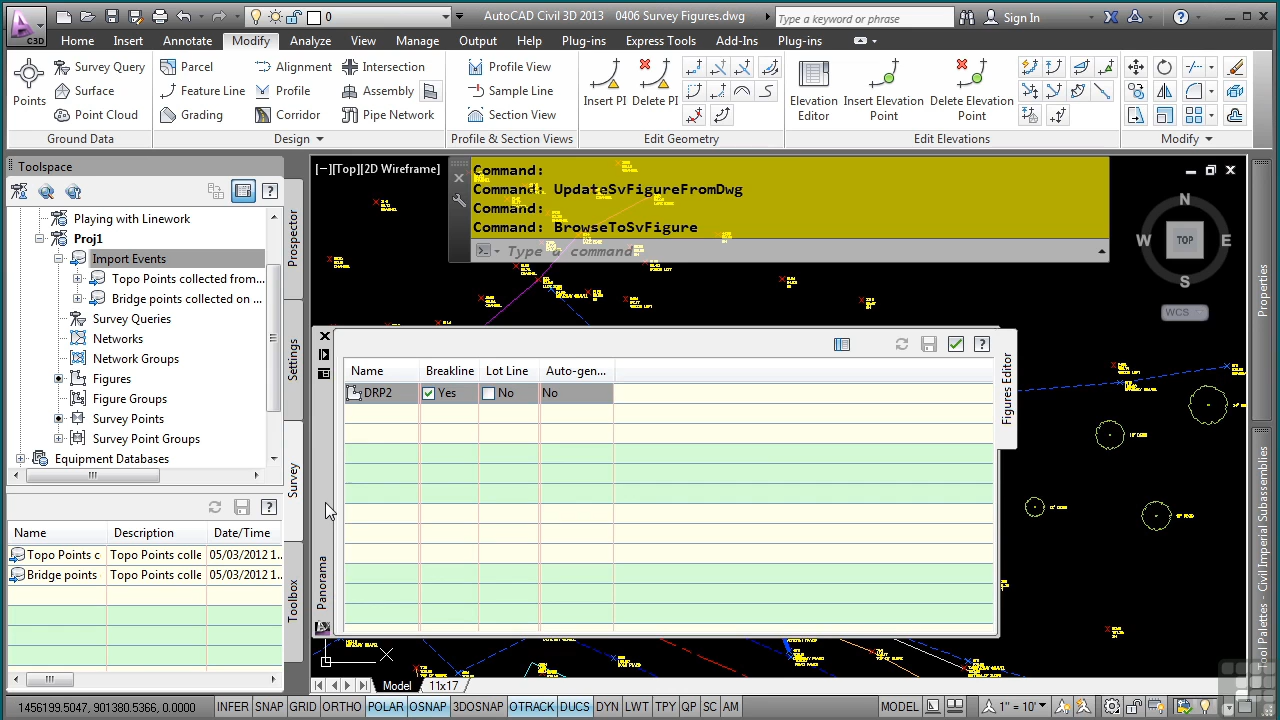 C3D
0
AutoCAD Civil 3D 2013 0406 Survey Figures.dwg
Type a keyword or phrase
Sign In
Home Insert Annotate Modify Analyze View Manage Output Help Plug-ins Express Tools Add-Ins Plug-ins
Points
Survey Query
Surface
Point Cloud
Ground Data
Parcel
Feature Line
Grading
Alignment
Profile
Corridor
Intersection
Assembly
Pipe Network
Design
Profile View
Sample Line
Section View
Profile & Section Views
Insert PI Delete PI
Edit Geometry
Elevation Editor
Insert Elevation Point
Delete Elevation Point
Edit Elevations
Modify
Toolspace
Playing with Linework
Proj1
Import Events
Topo Points collected from...
Bridge points collected on ...
Survey Queries
Networks
Network Groups
Figures
Figure Groups
Survey Points
Survey Point Groups
Equipment Databases
Prospector
Settings
Survey
Toolbox
Name Description Date/Time
Topo Points c Topo Points colle 05/03/2012 1...
Bridge points Topo Points colle 05/03/2012 1...
[−][Top][2D Wireframe]
Command:
Command: UpdateSvFigureFromDwg
Command:
Command: BrowseToSvFigure
Type a command
N
W TOP E
S
WCS
Name Breakline Lot Line Auto-gen...
DRP2 Yes No No
Figures Editor
Panorama
Properties
Tool Palettes - Civil Imperial Subassemblies
Model 11x17
1456199.5047, 901380.5366, 0.0000
INFER SNAP GRID ORTHO POLAR OSNAP 3DOSNAP OTRACK DUCS DYN LWT TPY QP SC AM
MODEL
1" = 10'